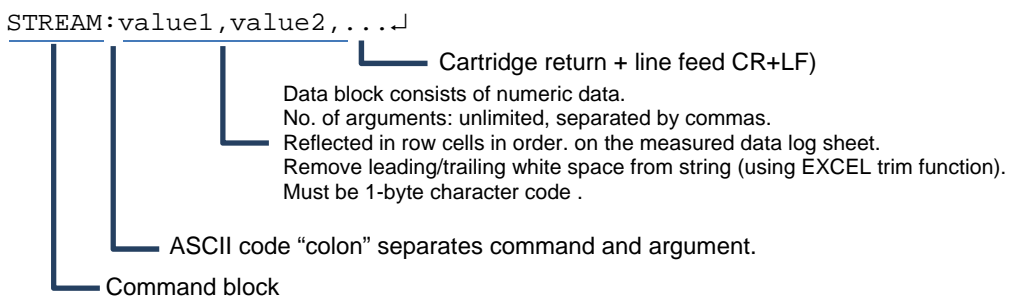 STREAM:value1,value2,...↵
Cartridge return + line feed CR+LF)
Data block consists of numeric data.
No. of arguments: unlimited, separated by commas.
Reflected in row cells in order. on the measured data log sheet.
Remove leading/trailing white space from string (using EXCEL trim function).
Must be 1-byte character code .
ASCII code “colon” separates command and argument.
Command block